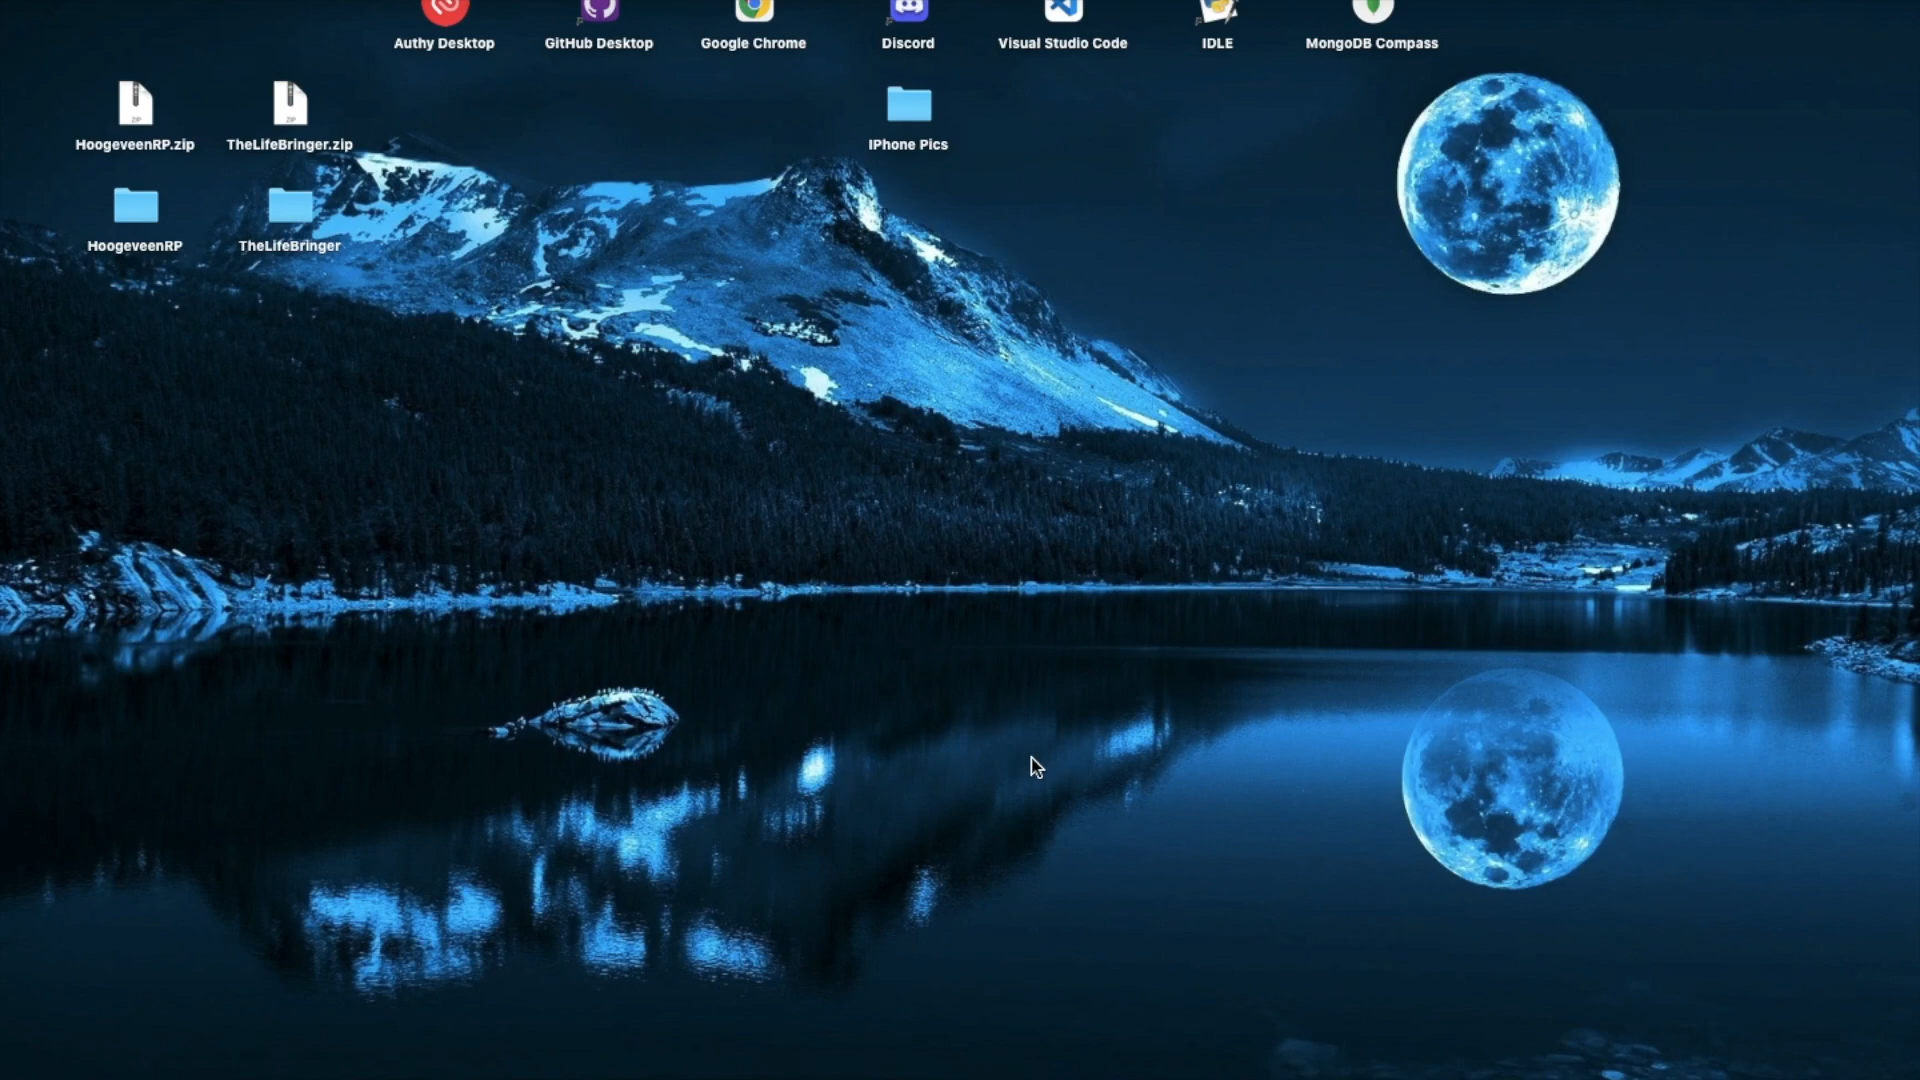 Authy Desktop
GitHub Desktop
Google Chrome
Discord
Visual Studio Code
IDLE
MongoDB Compass
HoogeveenRP.zip
TheLifeBringer.zip
IPhone Pics
HoogeveenRP
TheLifeBringer